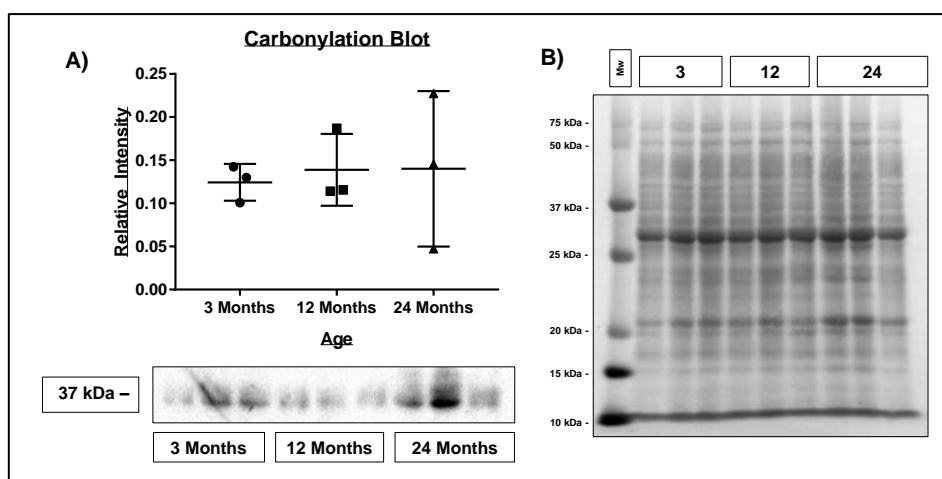 A)
Carbonylation Blot
Relative Intensity
0.25
0.20
0.15
0.10
0.05
0.00
3 Months
12 Months
24 Months
Age
37 kDa –
3 Months
12 Months
24 Months
B)
Mw
3
12
24
75 kDa -
50 kDa -
37 kDa -
25 kDa -
20 kDa -
15 kDa -
10 kDa -